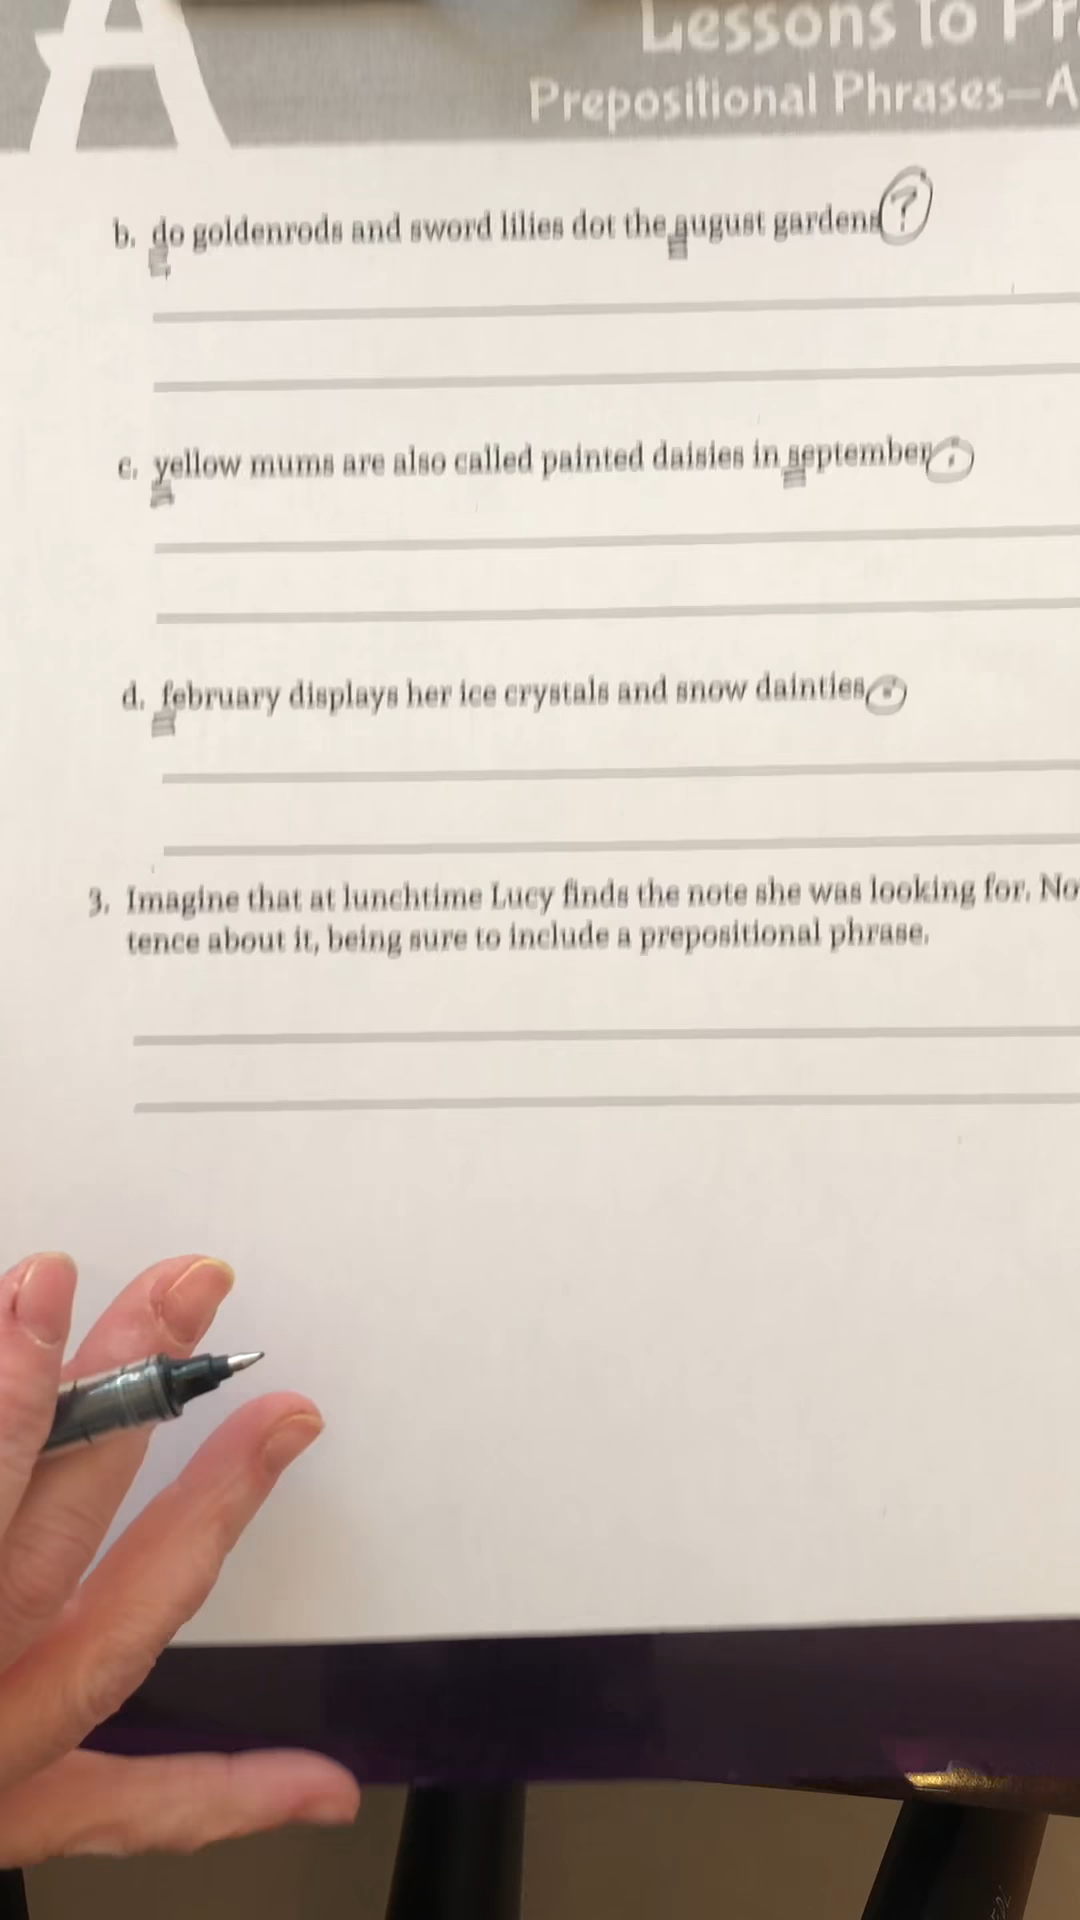 Lessons to Pr
Prepositional Phrases—A
b. do goldenrods and sword lilies dot the august gardens?
c. yellow mums are also called painted daisies in september.
d. february displays her ice crystals and snow dainties.
3. Imagine that at lunchtime Lucy finds the note she was looking for. No
tence about it, being sure to include a prepositional phrase.